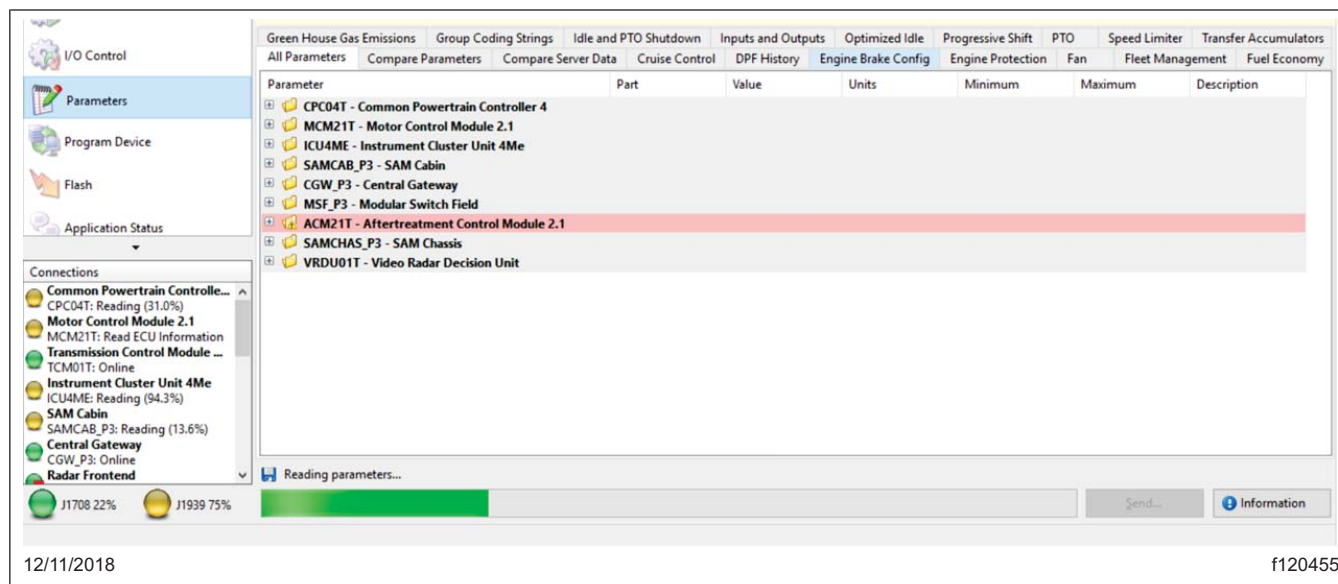 I/O Control
Parameters
Program Device
Flash
Application Status
Connections
Common Powertrain Controlle...
CPC04T: Reading (31.0%)
Motor Control Module 2.1
MCM21T: Read ECU Information
Transmission Control Module ...
TCM01T: Online
Instrument Cluster Unit 4Me
ICU4ME: Reading (94.3%)
SAM Cabin
SAMCAB_P3: Reading (13.6%)
Central Gateway
CGW_P3: Online
Radar Frontend
J1708 22% J1939 75%
Green House Gas Emissions Group Coding Strings Idle and PTO Shutdown Inputs and Outputs Optimized Idle Progressive Shift PTO Speed Limiter Transfer Accumulators
All Parameters Compare Parameters Compare Server Data Cruise Control DPF History Engine Brake Config Engine Protection Fan Fleet Management Fuel Economy
Parameter Part Value Units Minimum Maximum Description
CPC04T - Common Powertrain Controller 4
MCM21T - Motor Control Module 2.1
ICU4ME - Instrument Cluster Unit 4Me
SAMCAB_P3 - SAM Cabin
CGW_P3 - Central Gateway
MSF_P3 - Modular Switch Field
ACM21T - Aftertreatment Control Module 2.1
SAMCHAS_P3 - SAM Chassis
VRDU01T - Video Radar Decision Unit
Reading parameters...
Send... Information
12/11/2018 f120455